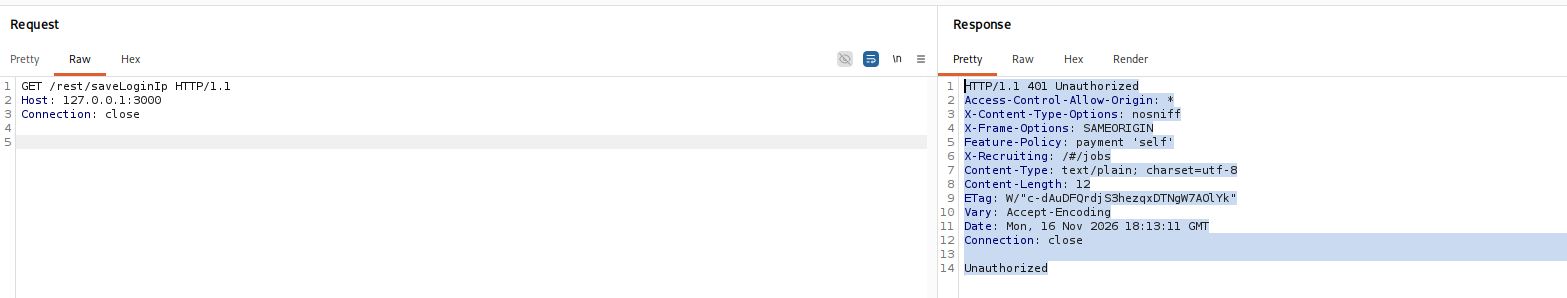 Request
Pretty Raw Hex \n
1 GET /rest/saveLoginIp HTTP/1.1
2 Host: 127.0.0.1:3000
3 Connection: close
4
5
Response
Pretty Raw Hex Render
1 HTTP/1.1 401 Unauthorized
2 Access-Control-Allow-Origin: *
3 X-Content-Type-Options: nosniff
4 X-Frame-Options: SAMEORIGIN
5 Feature-Policy: payment 'self'
6 X-Recruiting: /#/jobs
7 Content-Type: text/plain; charset=utf-8
8 Content-Length: 12
9 ETag: W/"c-dAuDFQrdjS3hezqxDTNgW7AOlYk"
10 Vary: Accept-Encoding
11 Date: Mon, 16 Nov 2026 18:13:11 GMT
12 Connection: close
13
14 Unauthorized